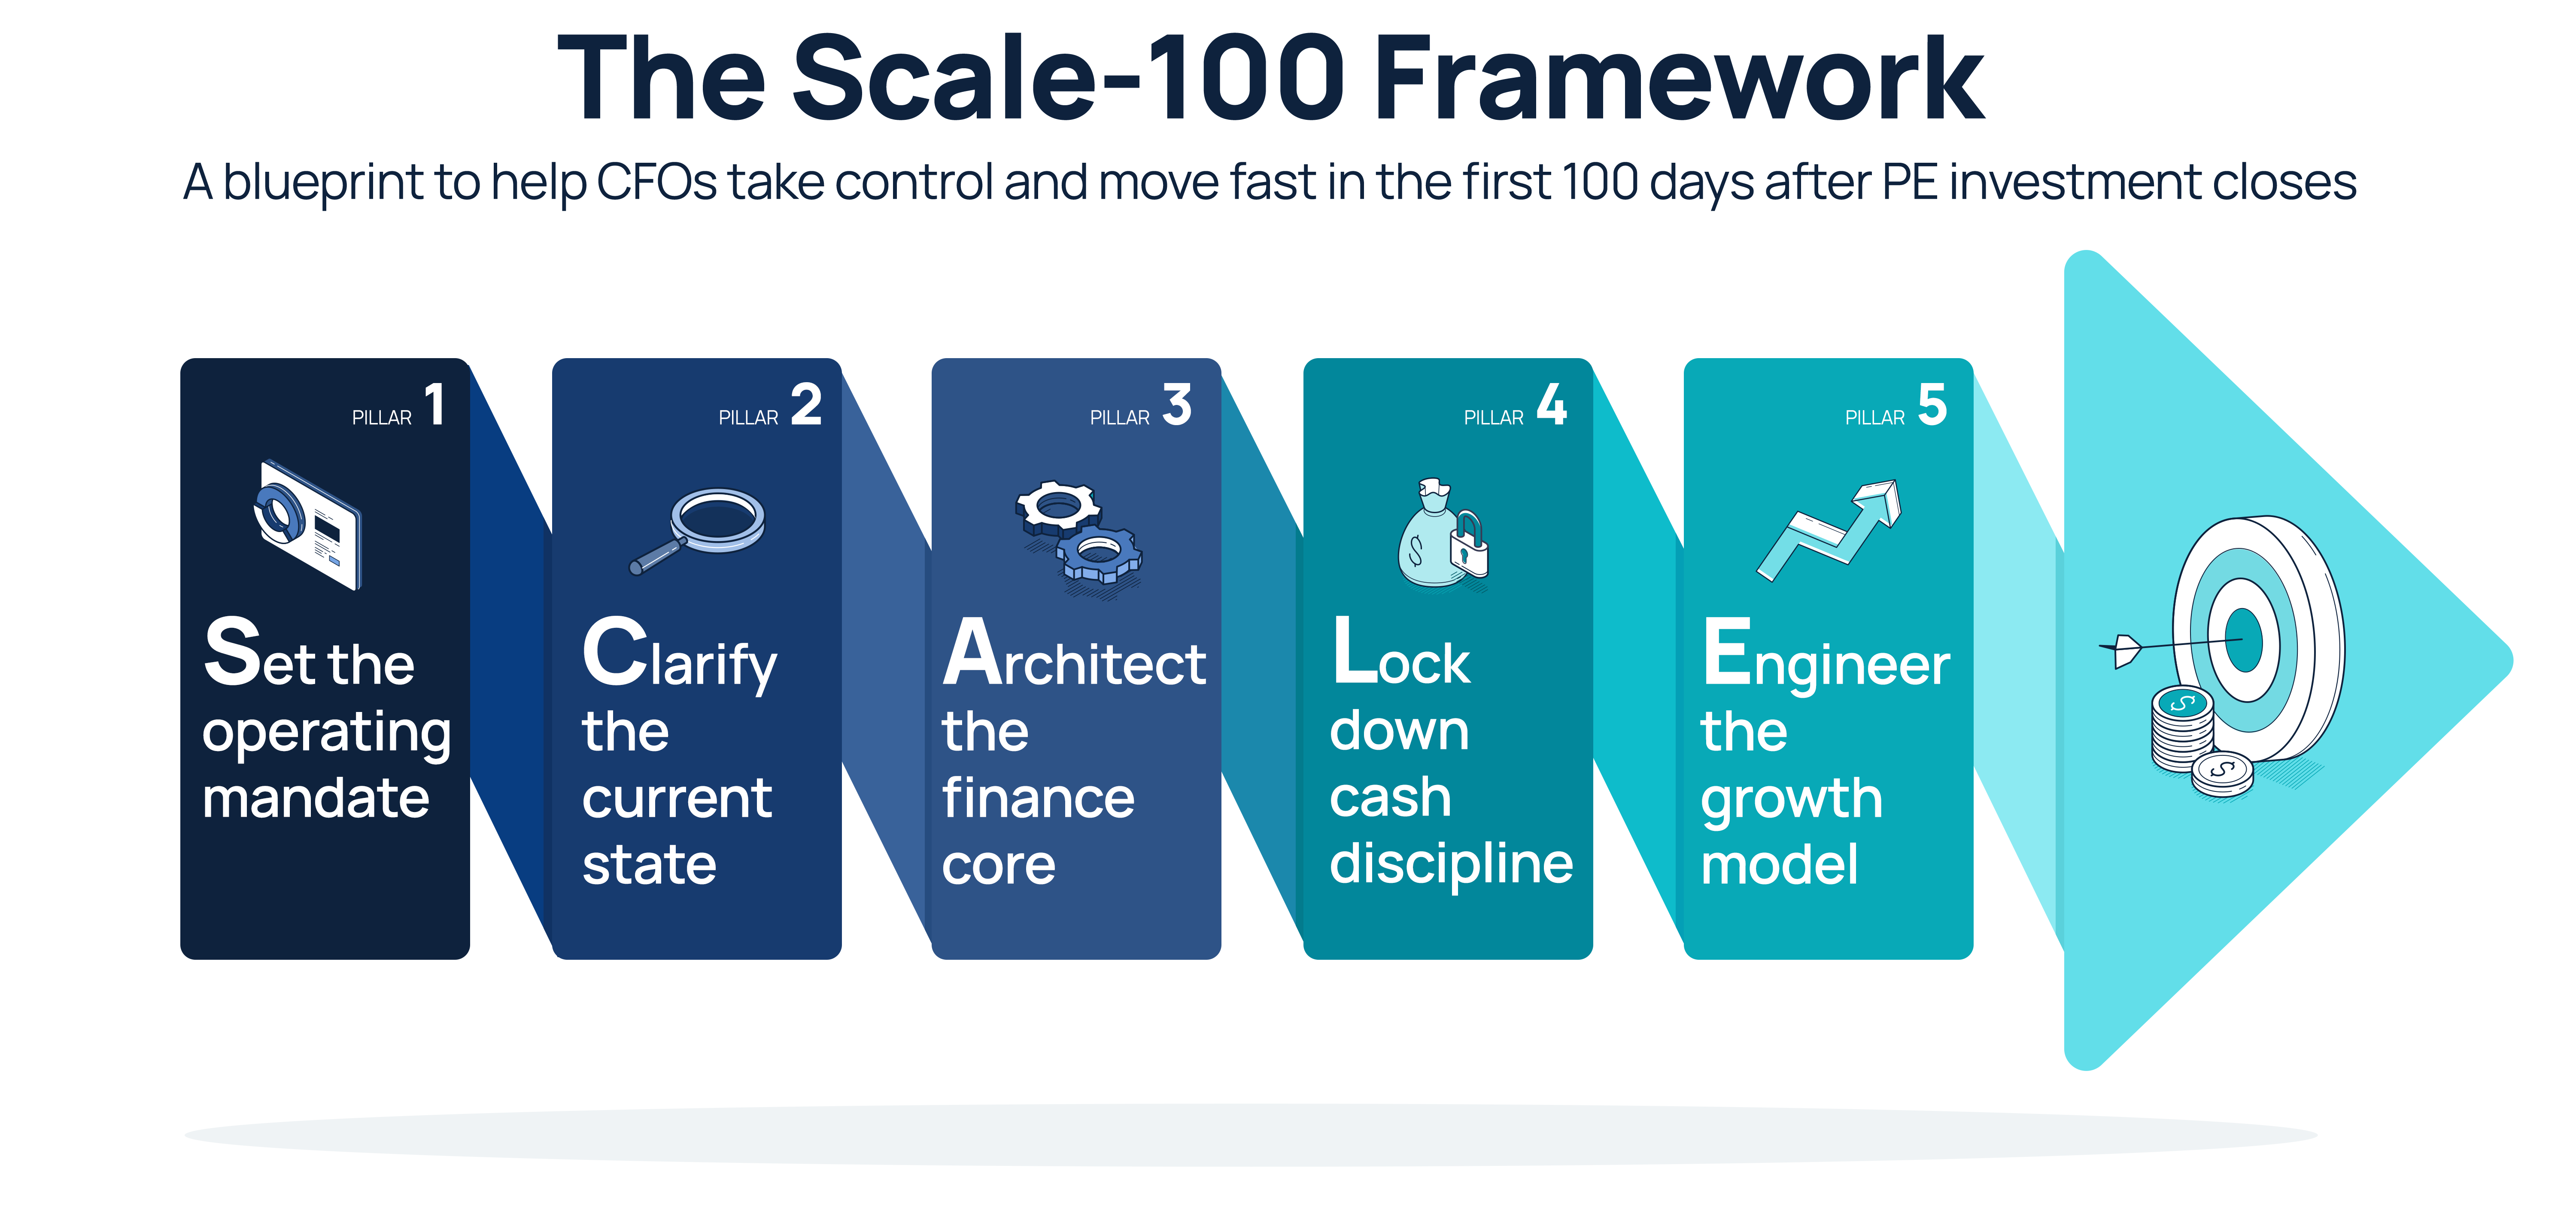 The Scale-100 Framework
A blueprint to help CFOs take control and move fast in the first 100 days after PE investment closes
PILLAR 1
Set the
operating
mandate
PILLAR 2
Clarify
the
current
state
PILLAR 3
Architect
the
finance
core
PILLAR 4
Lock
down
cash
discipline
PILLAR 5
Engineer
the
growth
model